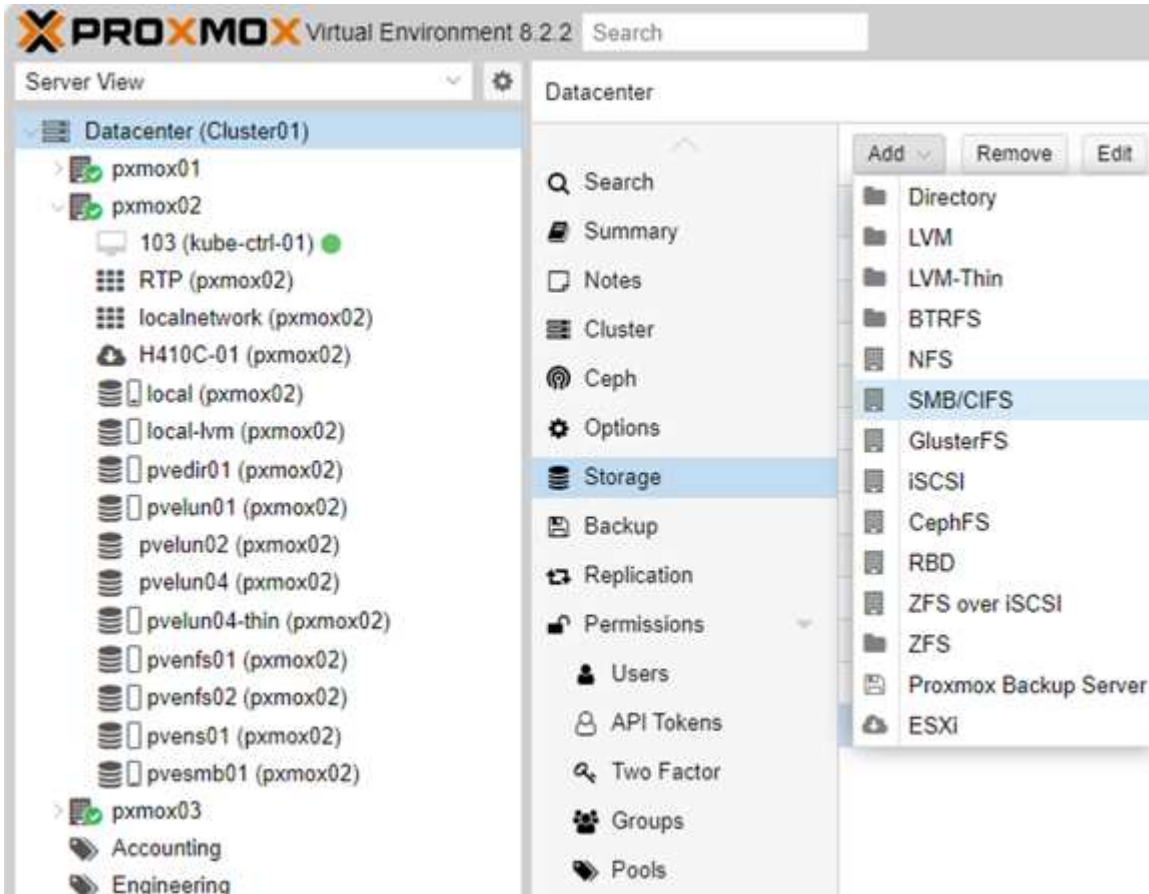 PROXMOX Virtual Environment 8.2.2 Search
Server View
Datacenter (Cluster01)
pxmox01
pxmox02
103 (kube-ctrl-01)
RTP (pxmox02)
localnetwork (pxmox02)
H410C-01 (pxmox02)
local (pxmox02)
local-lvm (pxmox02)
pvedir01 (pxmox02)
pvelun01 (pxmox02)
pvelun02 (pxmox02)
pvelun04 (pxmox02)
pvelun04-thin (pxmox02)
pvenfs01 (pxmox02)
pvenfs02 (pxmox02)
pvens01 (pxmox02)
pvesmb01 (pxmox02)
pxmox03
Accounting
Engineering
Datacenter
Search
Summary
Notes
Cluster
Ceph
Options
Storage
Backup
Replication
Permissions
Users
API Tokens
Two Factor
Groups
Pools
Add Remove Edit
Directory
LVM
LVM-Thin
BTRFS
NFS
SMB/CIFS
GlusterFS
iSCSI
CephFS
RBD
ZFS over iSCSI
ZFS
Proxmox Backup Server
ESXi